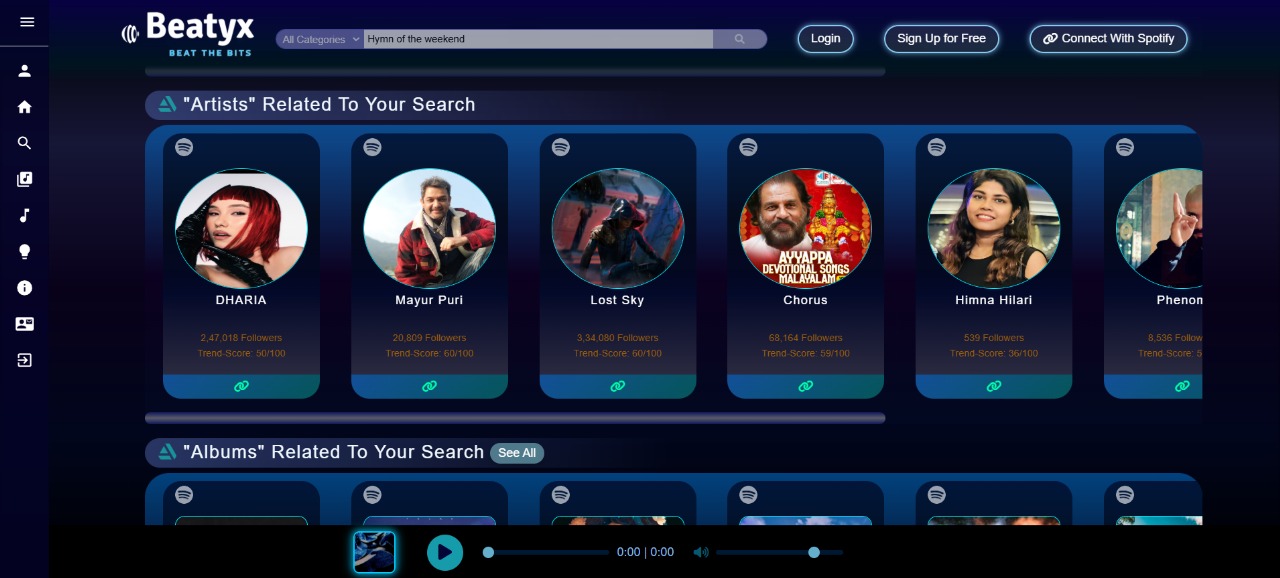 Beatyx
BEAT THE BITS
All Categories
Hymn of the weekend
Login
Sign Up for Free
Connect With Spotify
"Artists" Related To Your Search
AYYAPPA
DEVOTIONAL SONGS
MALAYALAM
DHARIA
2,47,018 Followers
Trend-Score: 50/100
Mayur Puri
20,809 Followers
Trend-Score: 60/100
Lost Sky
3,34,080 Followers
Trend-Score: 60/100
Chorus
68,164 Followers
Trend-Score: 59/100
Himna Hilari
539 Followers
Trend-Score: 36/100
Phenom
8,536 Follow
Trend-Score: 5
"Albums" Related To Your Search See All
0:00 | 0:00